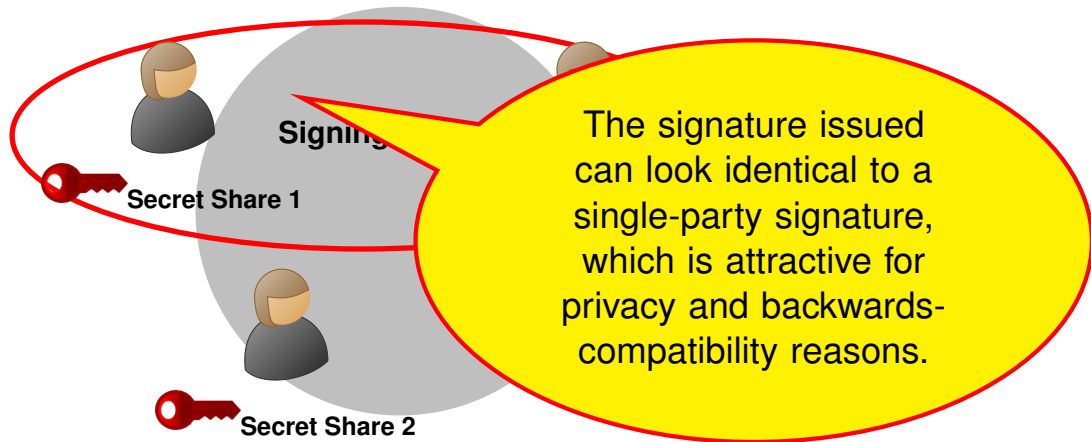 Signing
Secret Share 1
The signature issued
can look identical to a
single-party signature,
which is attractive for
privacy and backwards-
compatibility reasons.
Secret Share 2